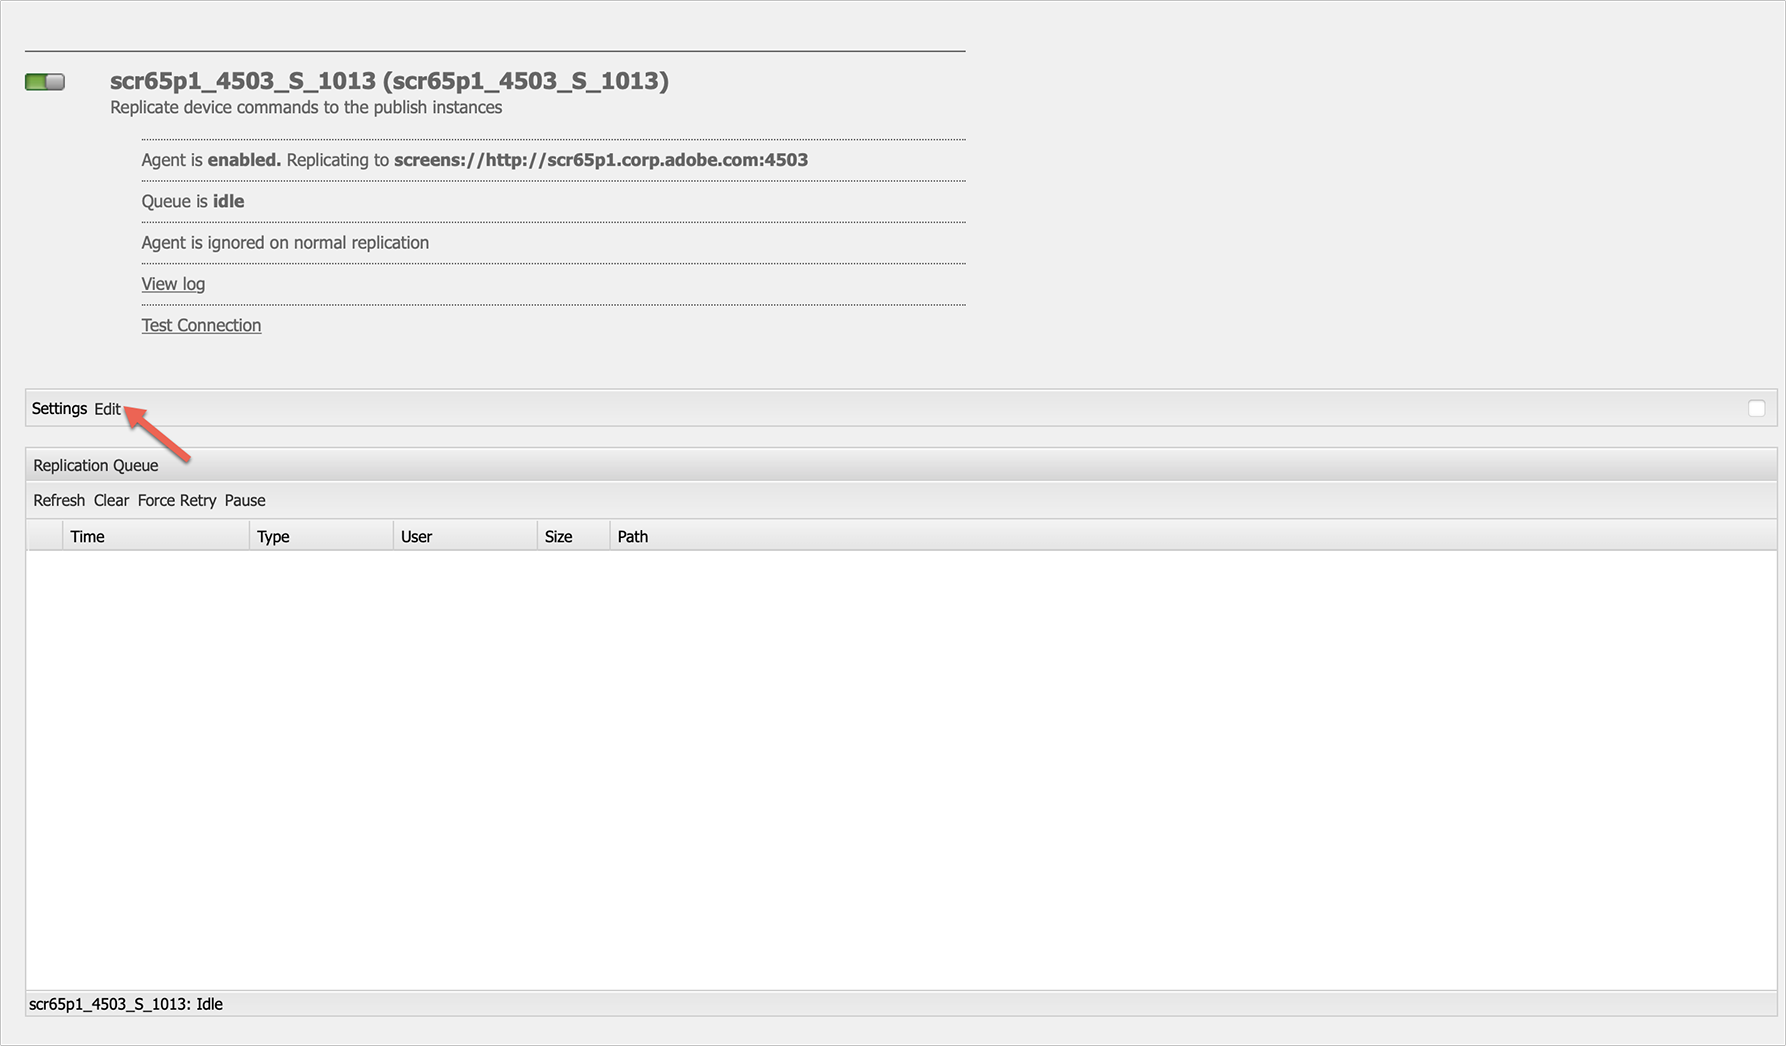 scr65p1_4503_S_1013 (scr65p1_4503_S_1013)
Replicate device commands to the publish instances
Agent is enabled. Replicating to screens://http://scr65p1.corp.adobe.com:4503
Queue is idle
Agent is ignored on normal replication
View log
Test Connection
Settings Edit
Replication Queue
Refresh Clear Force Retry Pause
Time Type User Size Path
scr65p1_4503_S_1013: Idle